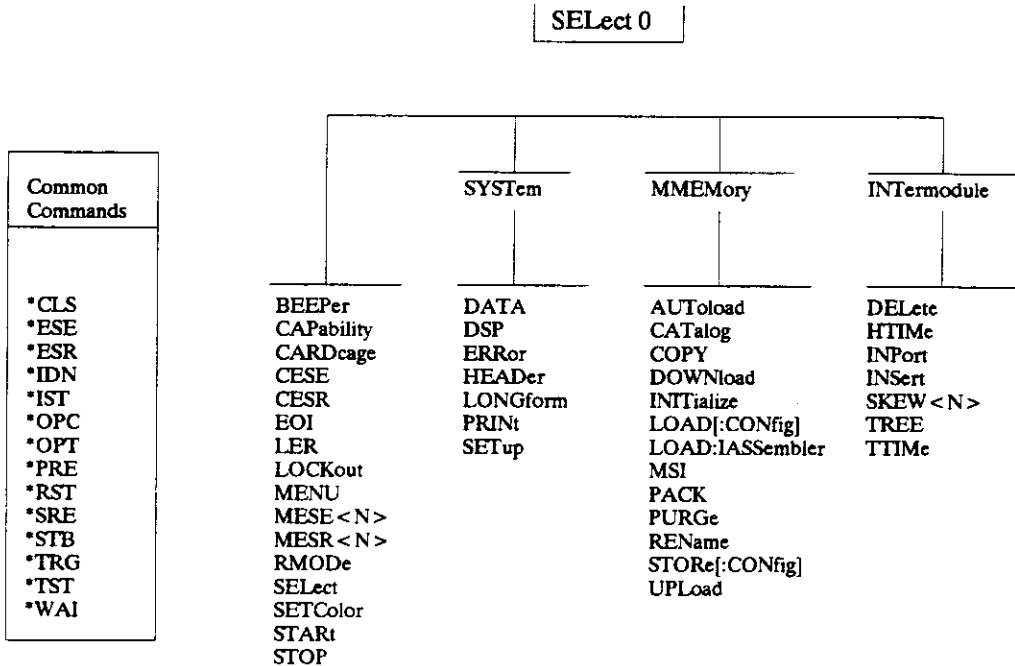 SELect 0
Common
Commands
*CLS
*ESE
*ESR
*IDN
*IST
*OPC
*OPT
*PRE
*RST
*SRE
*STB
*TRG
*TST
*WAI
BEEPer
CAPability
CARDcage
CESE
CESR
EOI
LER
LOCKout
MENU
MESE<N>
MESR<N>
RMODe
SELect
SETColor
STARt
STOP
SYSTem
DATA
DSP
ERRor
HEADer
LONGform
PRINt
SETup
MMEMory
AUToload
CATalog
COPY
DOWNload
INITialize
LOAD[:CONfig]
LOAD:IASSembler
MSI
PACK
PURGe
REName
STORe[:CONfig]
UPLoad
INTermodule
DELete
HTIMe
INPort
INSert
SKEW<N>
TREE
TTIMe